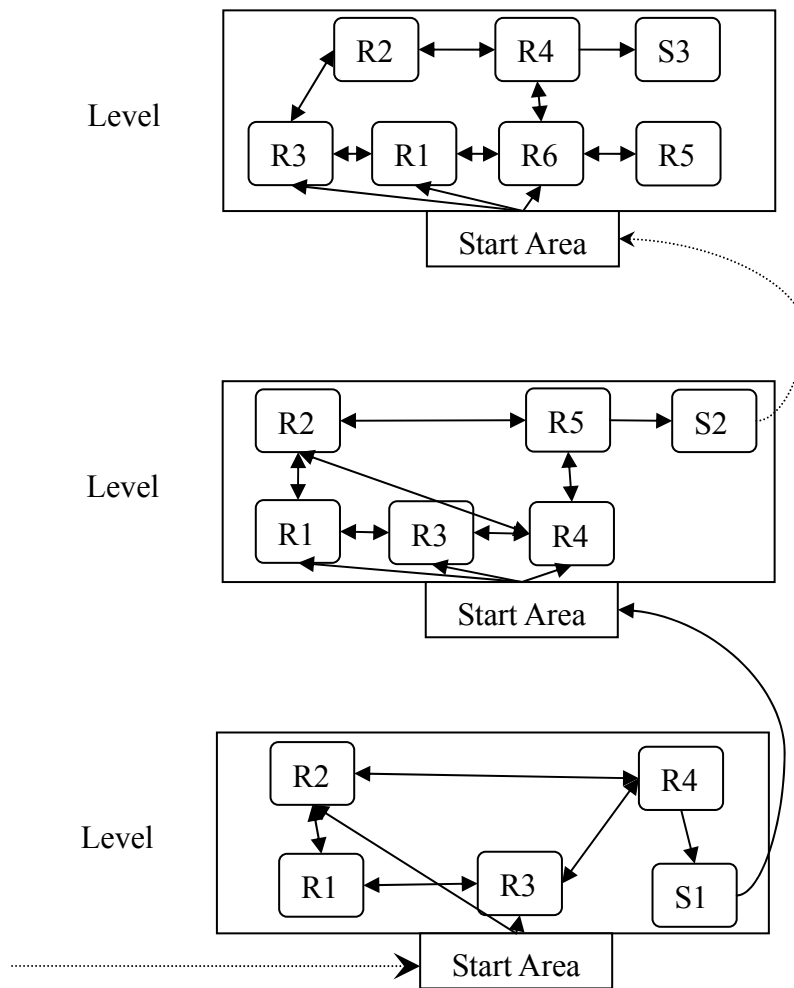 R2
R4
S3
Level
R3
R1
R6
R5
Start Area
R2
R5
S2
Level
R1
R3
R4
Start Area
R2
R4
Level
R1
R3
S1
Start Area